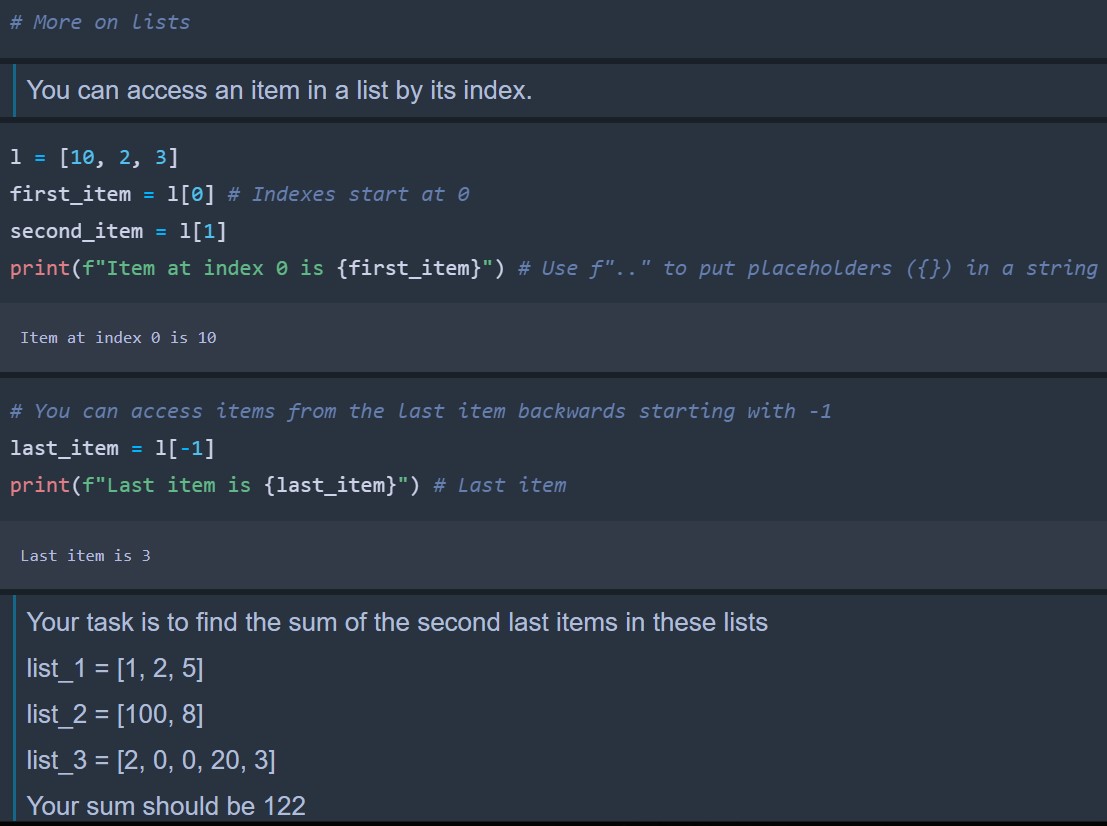 # More on lists
You can access an item in a list by its index.
l = [10, 2, 3]
first_item = l[0] # Indexes start at 0
second_item = l[1]
print(f"Item at index 0 is {first_item}") # Use f".." to put placeholders ({}) in a string
Item at index 0 is 10
# You can access items from the last item backwards starting with -1
last_item = l[-1]
print(f"Last item is {last_item}") # Last item
Last item is 3
Your task is to find the sum of the second last items in these lists
list_1 = [1, 2, 5]
list_2 = [100, 8]
list_3 = [2, 0, 0, 20, 3]
Your sum should be 122